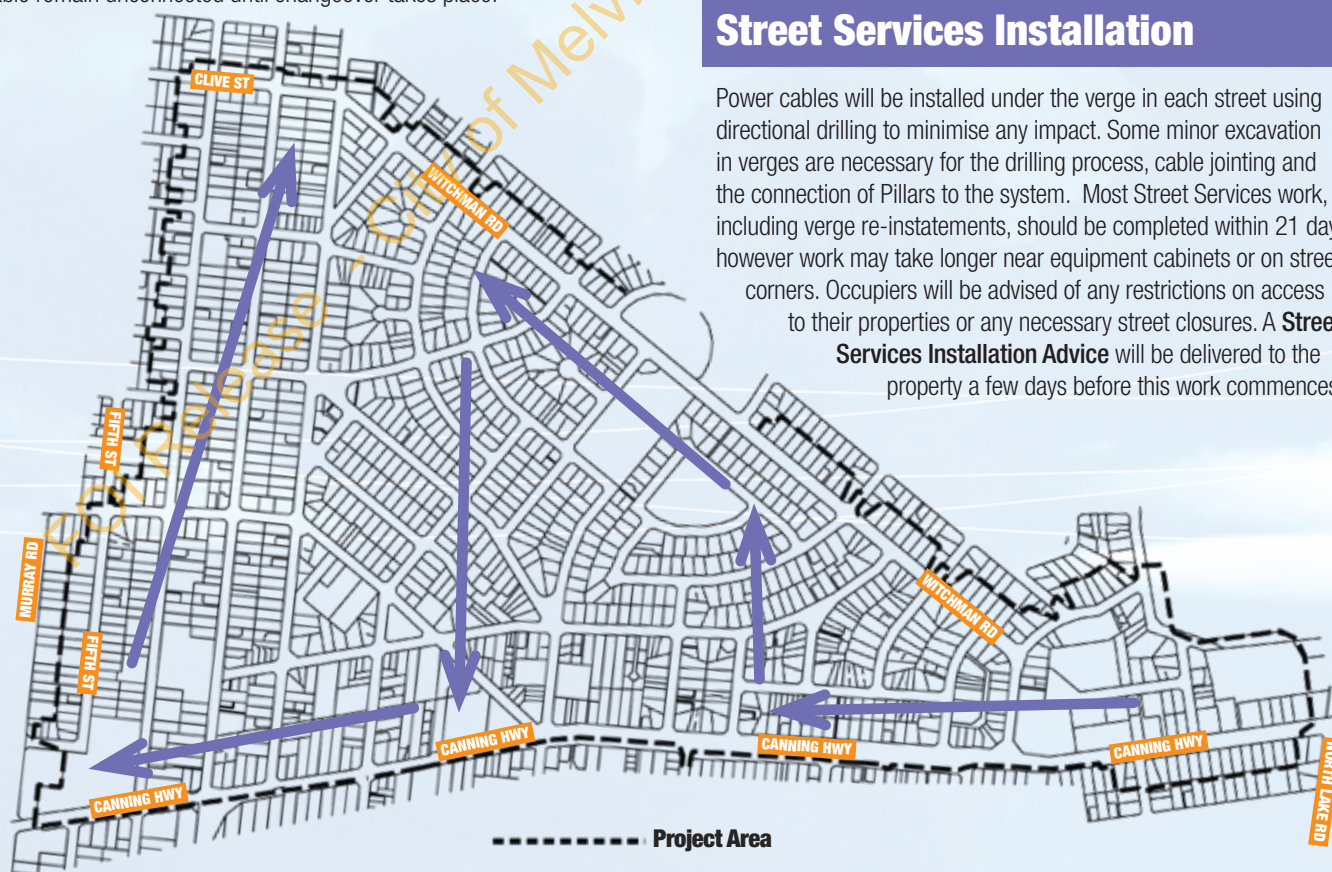 remain unconnected until changeover takes place.
Street Services Installation
Power cables will be installed under the verge in each street using
directional drilling to minimise any impact. Some minor excavation
in verges are necessary for the drilling process, cable jointing and
the connection of Pillars to the system. Most Street Services work,
including verge re-instatements, should be completed within 21
however work may take longer near equipment cabinets or on
corners. Occupiers will be advised of any restrictions on access
to their properties or any necessary street closures. A
Services Installation Advice will be delivered to the
property a few days before this work commences
CLIVE ST
WITCHMAN RD
FIFTH ST
MURRAY RD
FIFTH ST
WITCHMAN RD
CANNING HWY
CANNING HWY
CANNING HWY
CANNING HWY
NORTH LAKE RD
Project Area
FOI Release - City of